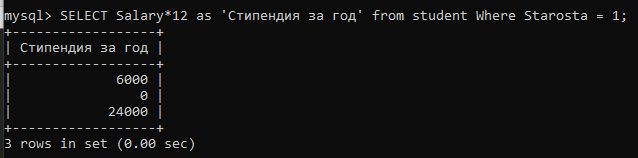 mysql> SELECT Salary*12 as 'Стипендия за год' from student Where Starosta = 1;
+------------------+
| Стипендия за год |
+------------------+
|             6000 |
|                0 |
|            24000 |
+------------------+
3 rows in set (0.00 sec)